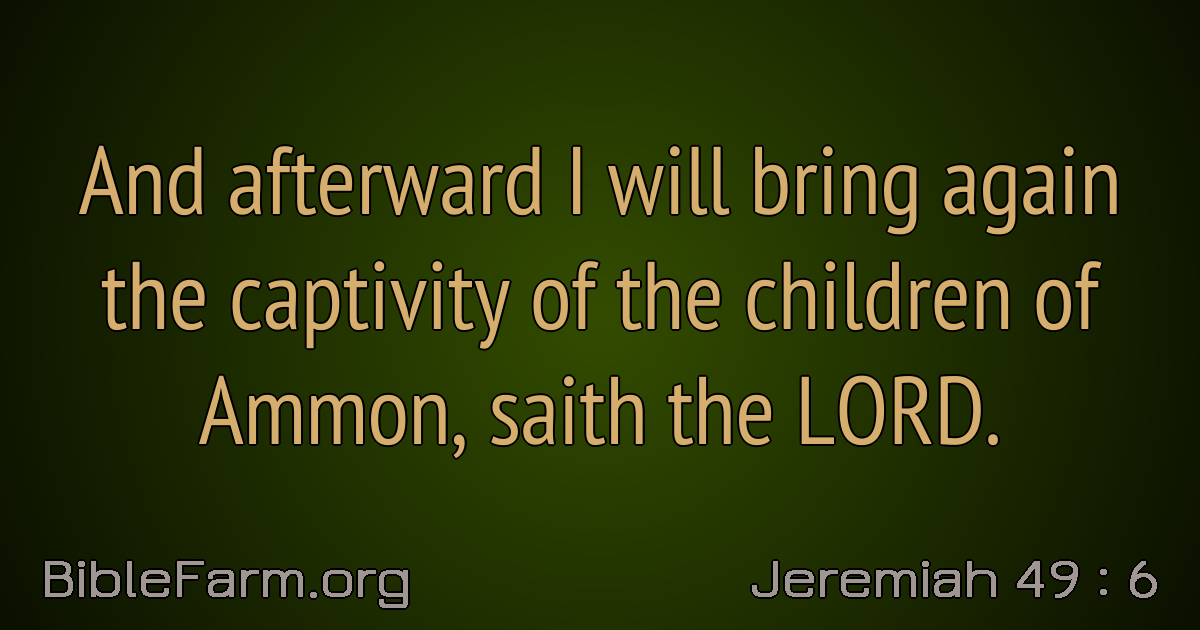 And afterward I will bring again
the captivity of the children of
Ammon, saith the LORD.
BibleFarm.org
Jeremiah 49 : 6